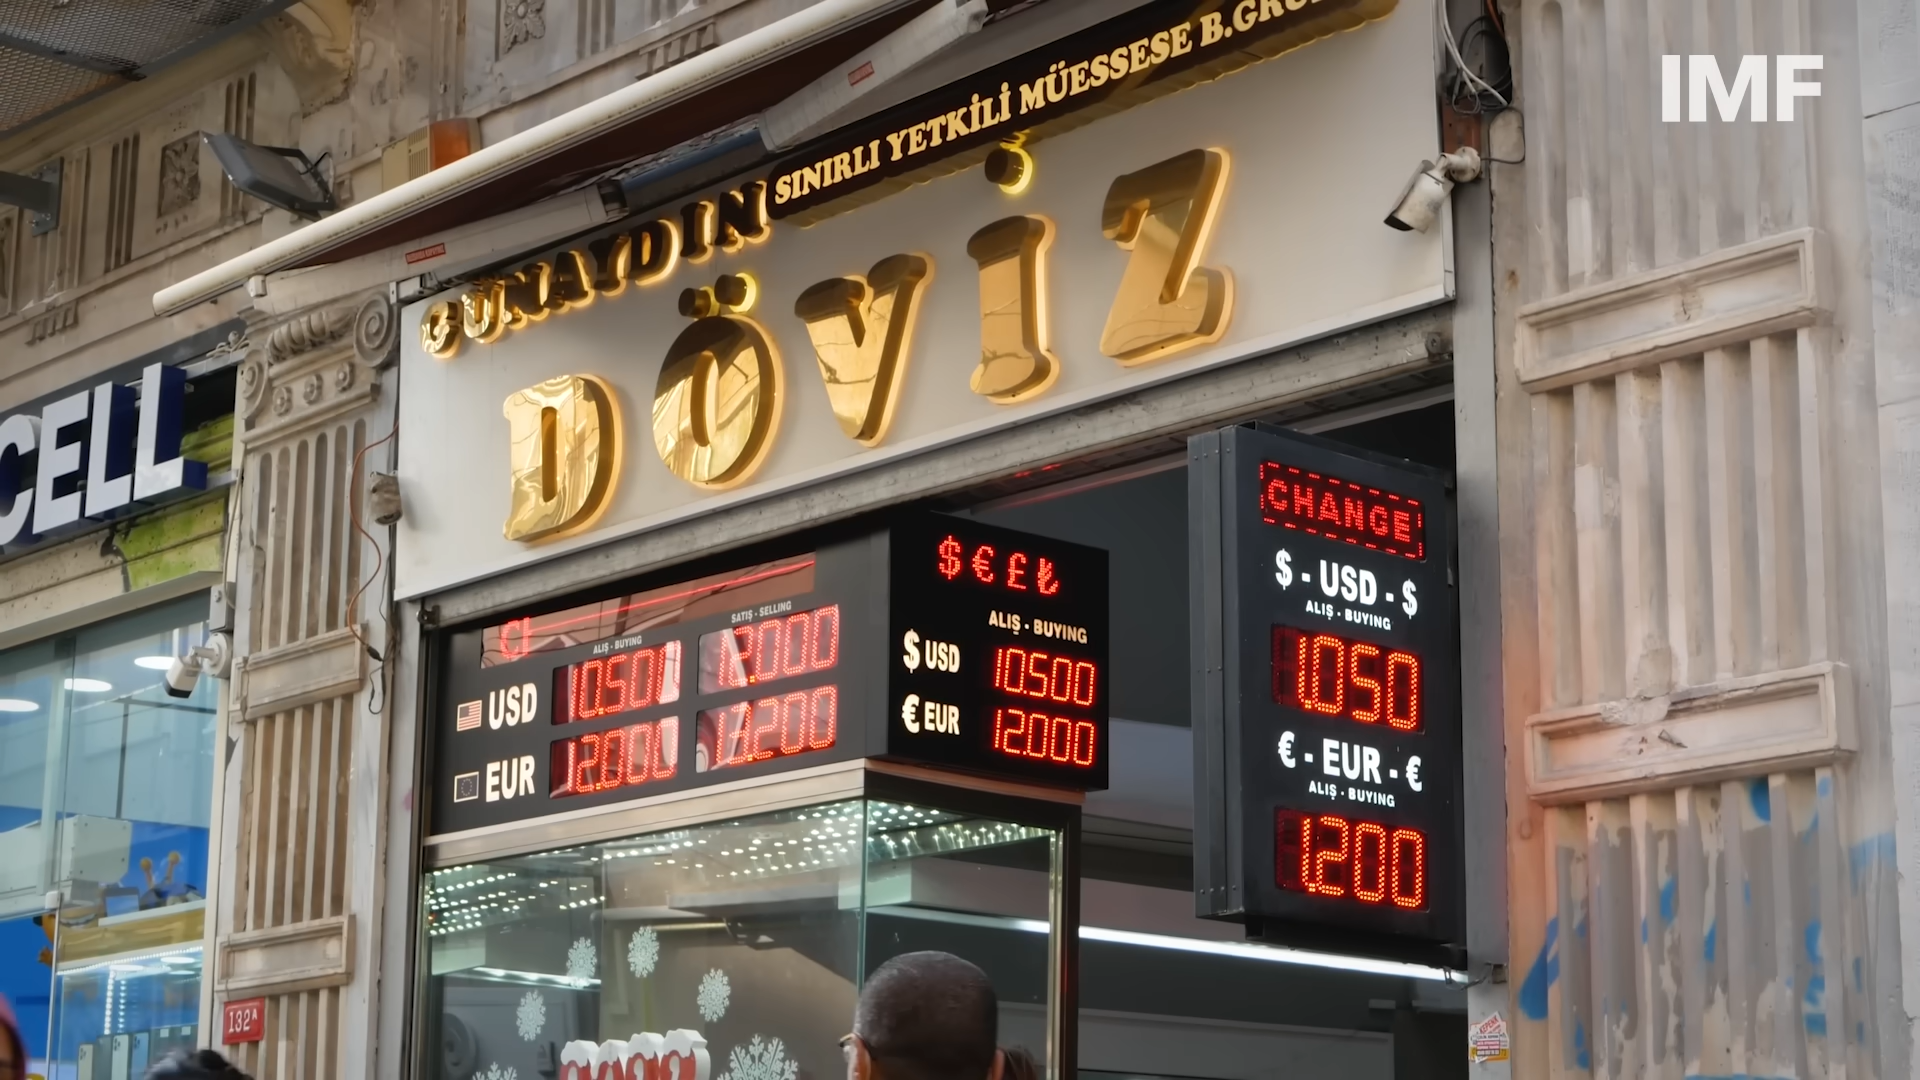 IMF
SINIRLI YETKİLİ MÜESSESE B.GRU
GÜNAYDIN
DÖVİZ
CELL
CHANGE
$ - USD - $
ALIŞ - BUYING
1.050
€ - EUR - €
ALIŞ - BUYING
1.200
$ € £ ₺
ALIŞ - BUYING
$ USD 10.500
€ EUR 12.000
ALIŞ - BUYING SATIŞ - SELLING
USD 10.500 12.000
EUR 12.000 13.200
132A